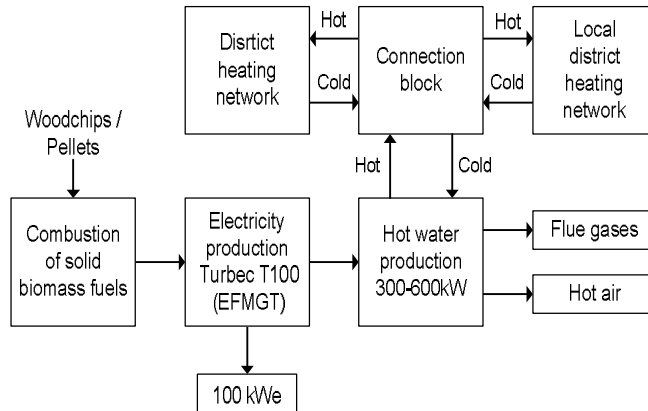 Hot
Hot
Disrtict
heating
network
Connection
block
Local
district
heating
network
Cold
Cold
Woodchips /
Pellets
Hot
Cold
Combustion
of solid
biomass fuels
Electricity
production
Turbec T100
(EFMGT)
Hot water
production
300-600kW
Flue gases
Hot air
100 kWe